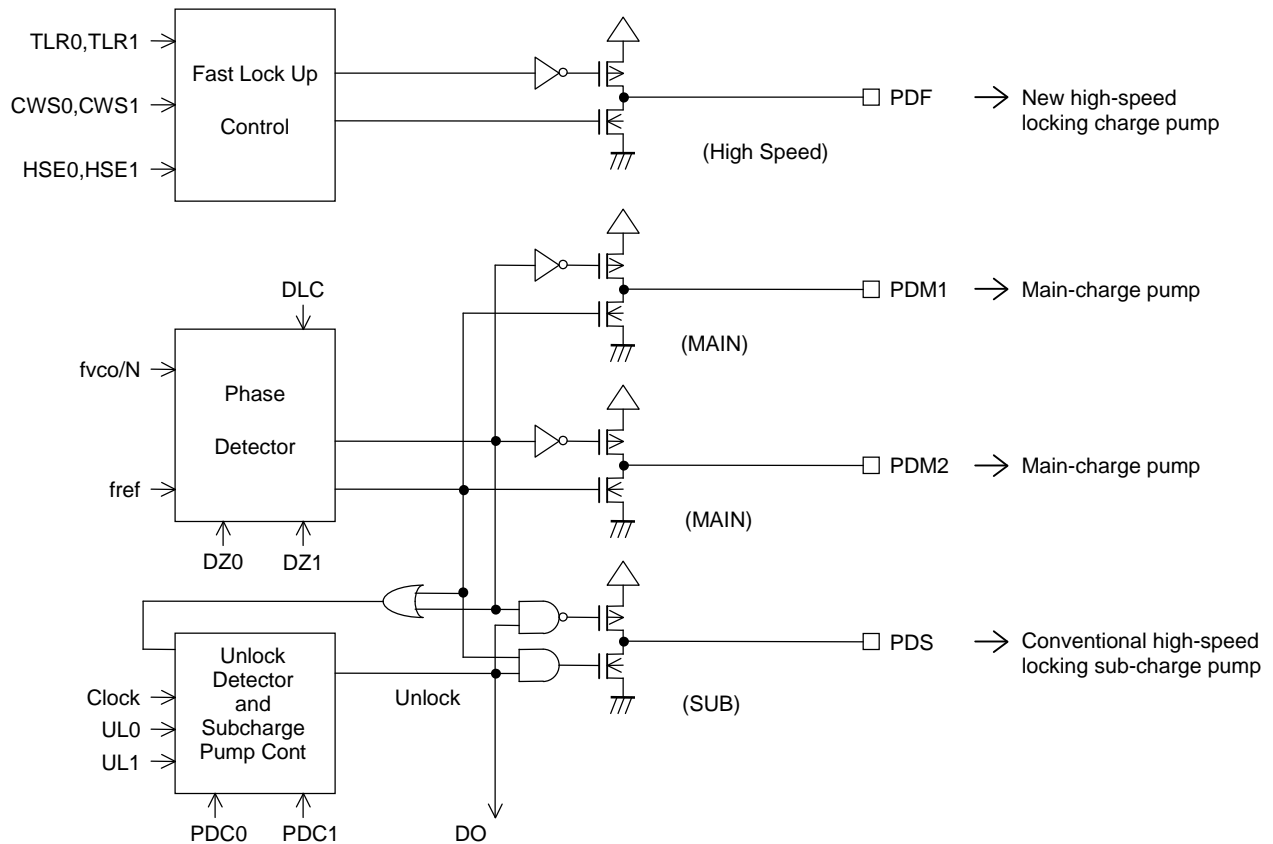 TLR0,TLR1
CWS0,CWS1
HSE0,HSE1
Fast Lock Up
Control
(High Speed)
PDF
New high-speed
locking charge pump
DLC
fvco/N
fref
Phase
Detector
DZ0
DZ1
(MAIN)
PDM1
Main-charge pump
(MAIN)
PDM2
Main-charge pump
Clock
UL0
UL1
Unlock
Detector
and
Subcharge
Pump Cont
PDC0
PDC1
Unlock
DO
(SUB)
PDS
Conventional high-speed
locking sub-charge pump